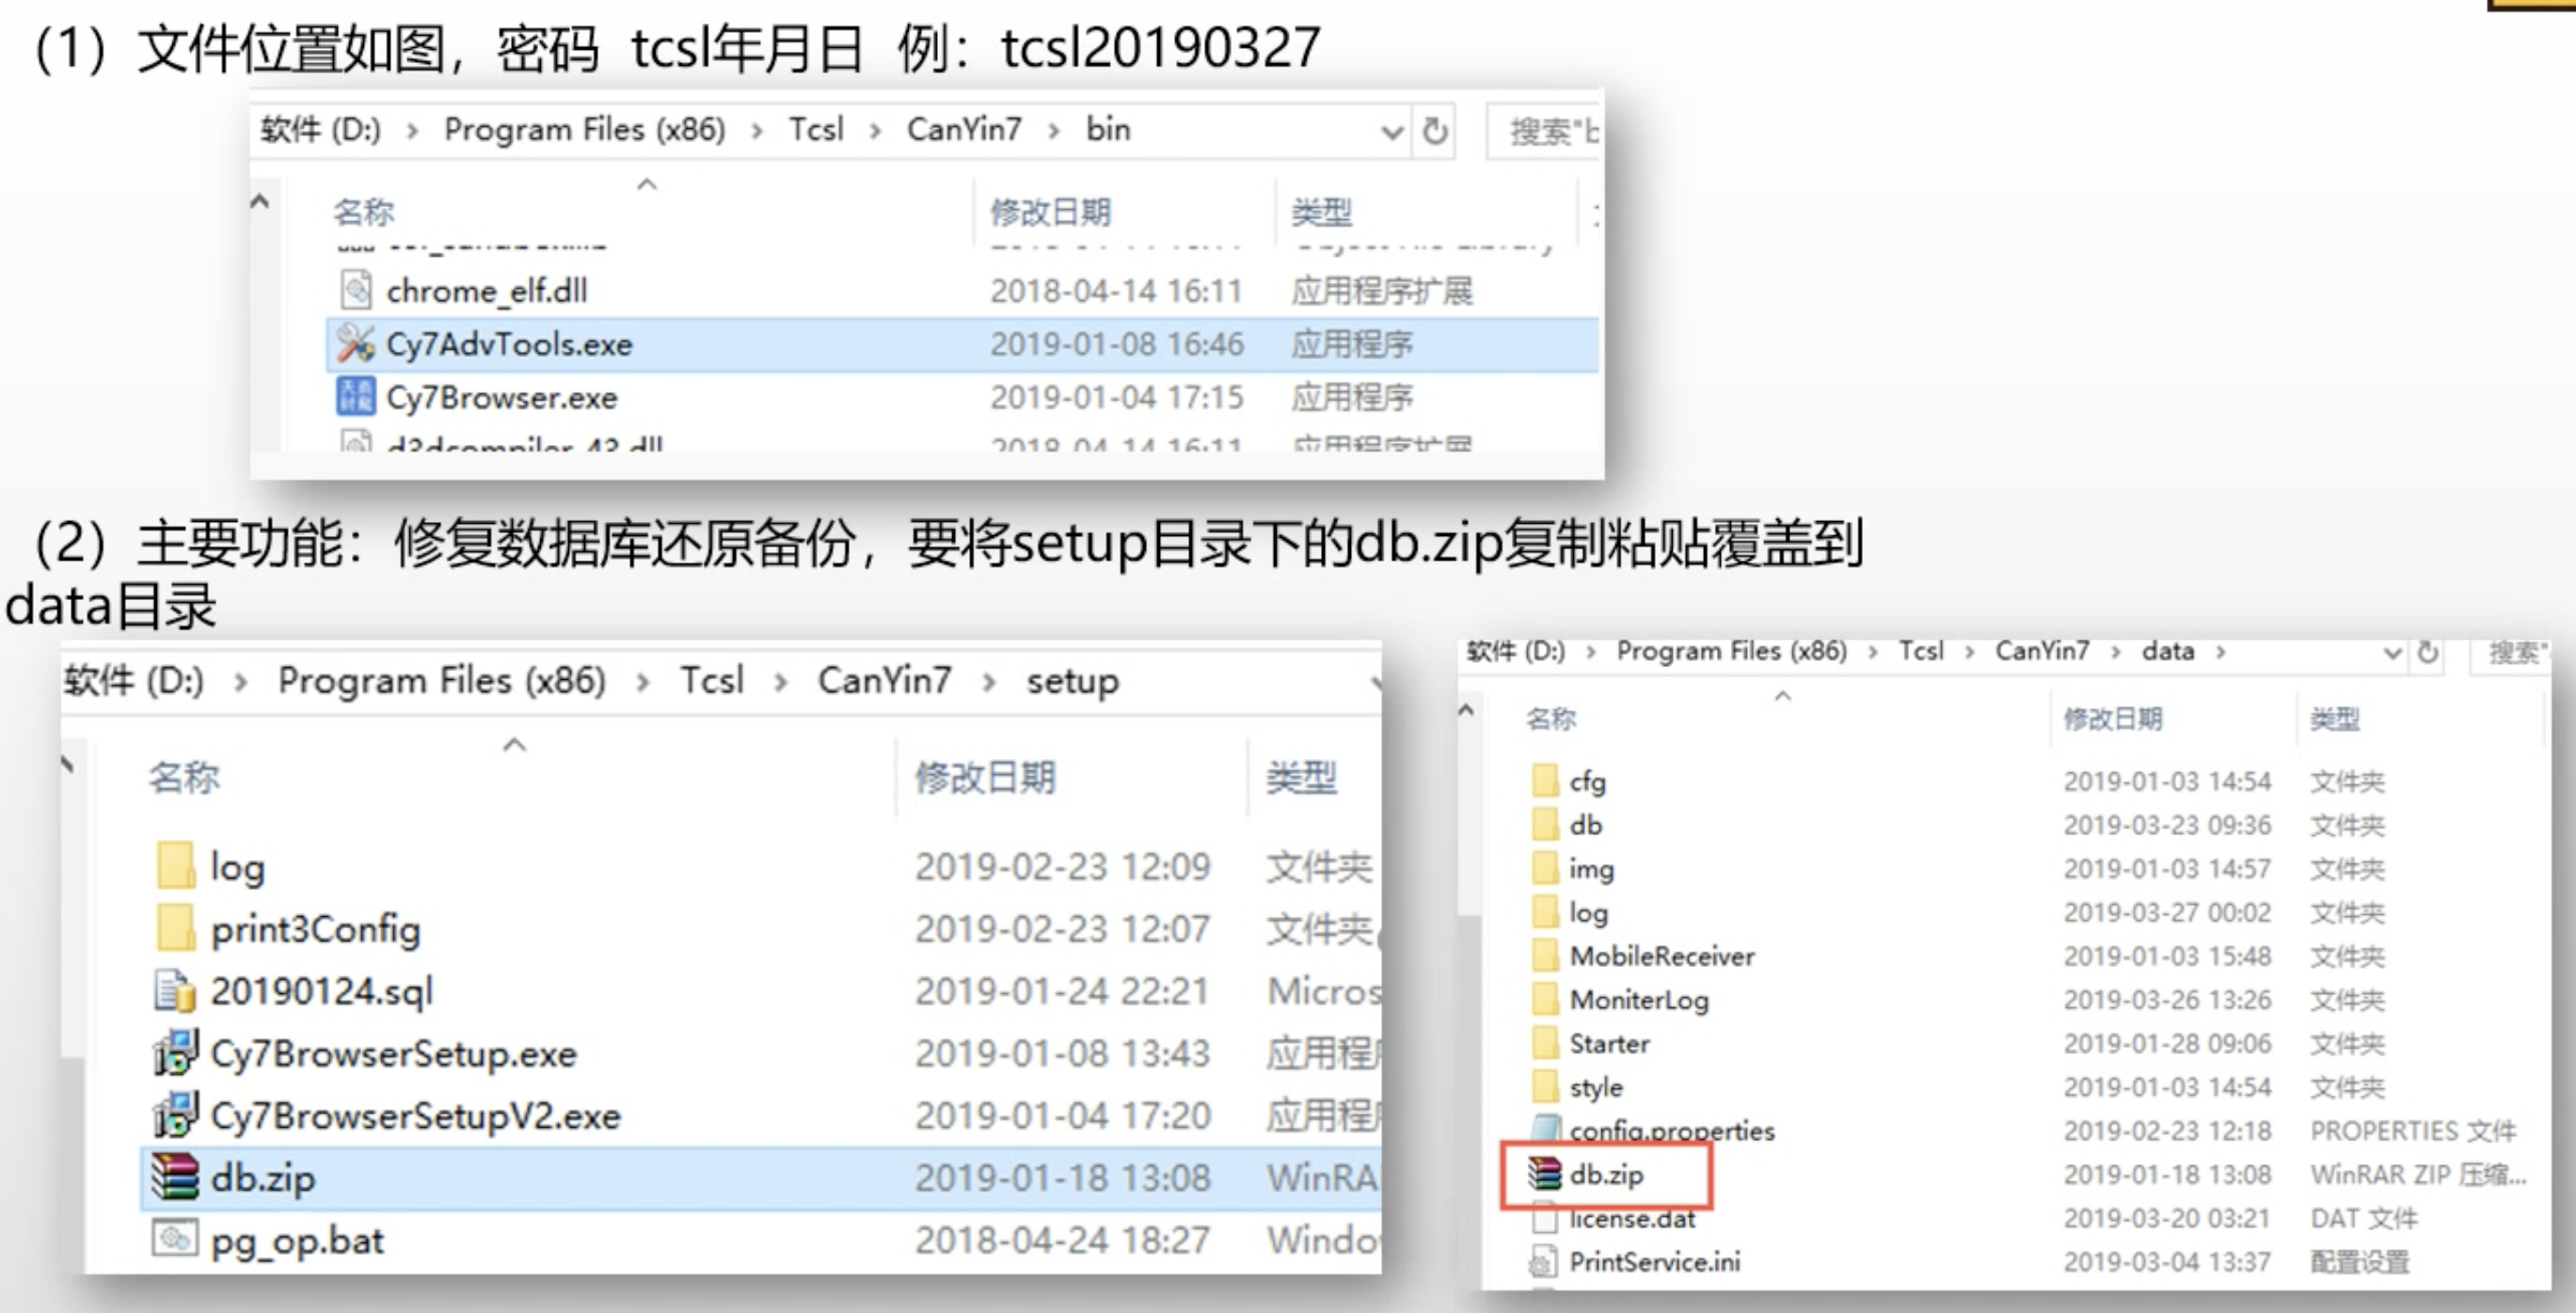 （1）文件位置如图，密码 tcsl年月日 例：tcsl20190327
软件 (D:) › Program Files (x86) › Tcsl › CanYin7 › bin
搜索"b
名称 修改日期 类型
chrome_elf.dll 2018-04-14 16:11 应用程序扩展
Cy7AdvTools.exe 2019-01-08 16:46 应用程序
Cy7Browser.exe 2019-01-04 17:15 应用程序
d3dcompiler_43.dll 2018-04-14 16:11 应用程序扩展
（2）主要功能：修复数据库还原备份，要将setup目录下的db.zip复制粘贴覆盖到
data目录
软件 (D:) › Program Files (x86) › Tcsl › CanYin7 › setup
名称 修改日期 类型
log 2019-02-23 12:09 文件夹
print3Config 2019-02-23 12:07 文件夹
20190124.sql 2019-01-24 22:21 Micros
Cy7BrowserSetup.exe 2019-01-08 13:43 应用程
Cy7BrowserSetupV2.exe 2019-01-04 17:20 应用程
db.zip 2019-01-18 13:08 WinRA
pg_op.bat 2018-04-24 18:27 Windo
软件 (D:) › Program Files (x86) › Tcsl › CanYin7 › data ›
搜索"
名称 修改日期 类型
cfg 2019-01-03 14:54 文件夹
db 2019-03-23 09:36 文件夹
img 2019-01-03 14:57 文件夹
log 2019-03-27 00:02 文件夹
MobileReceiver 2019-01-03 15:48 文件夹
MoniterLog 2019-03-26 13:26 文件夹
Starter 2019-01-28 09:06 文件夹
style 2019-01-03 14:54 文件夹
config.properties 2019-02-23 12:18 PROPERTIES 文件
db.zip 2019-01-18 13:08 WinRAR ZIP 压缩...
license.dat 2019-03-20 03:21 DAT 文件
PrintService.ini 2019-03-04 13:37 配置设置